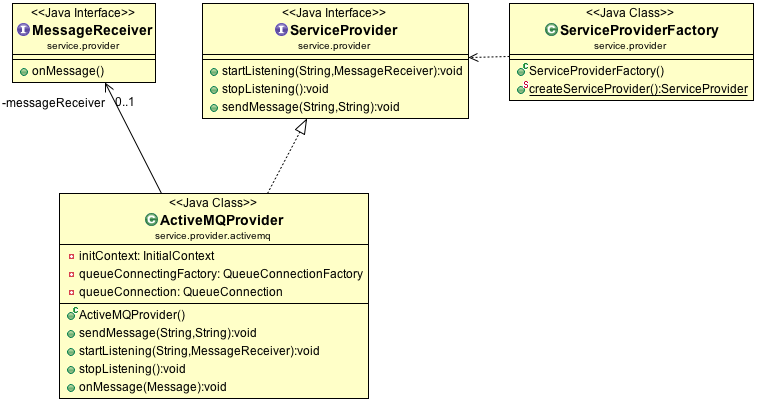 <<Java Interface>>
MessageReceiver
service.provider
onMessage()
<<Java Interface>>
ServiceProvider
service.provider
startListening(String,MessageReceiver):void
stopListening():void
sendMessage(String,String):void
<<Java Class>>
ServiceProviderFactory
service.provider
ServiceProviderFactory()
createServiceProvider():ServiceProvider
-messageReceiver 0..1
<<Java Class>>
ActiveMQProvider
service.provider.activemq
initContext: InitialContext
queueConnectingFactory: QueueConnectionFactory
queueConnection: QueueConnection
ActiveMQProvider()
sendMessage(String,String):void
startListening(String,MessageReceiver):void
stopListening():void
onMessage(Message):void